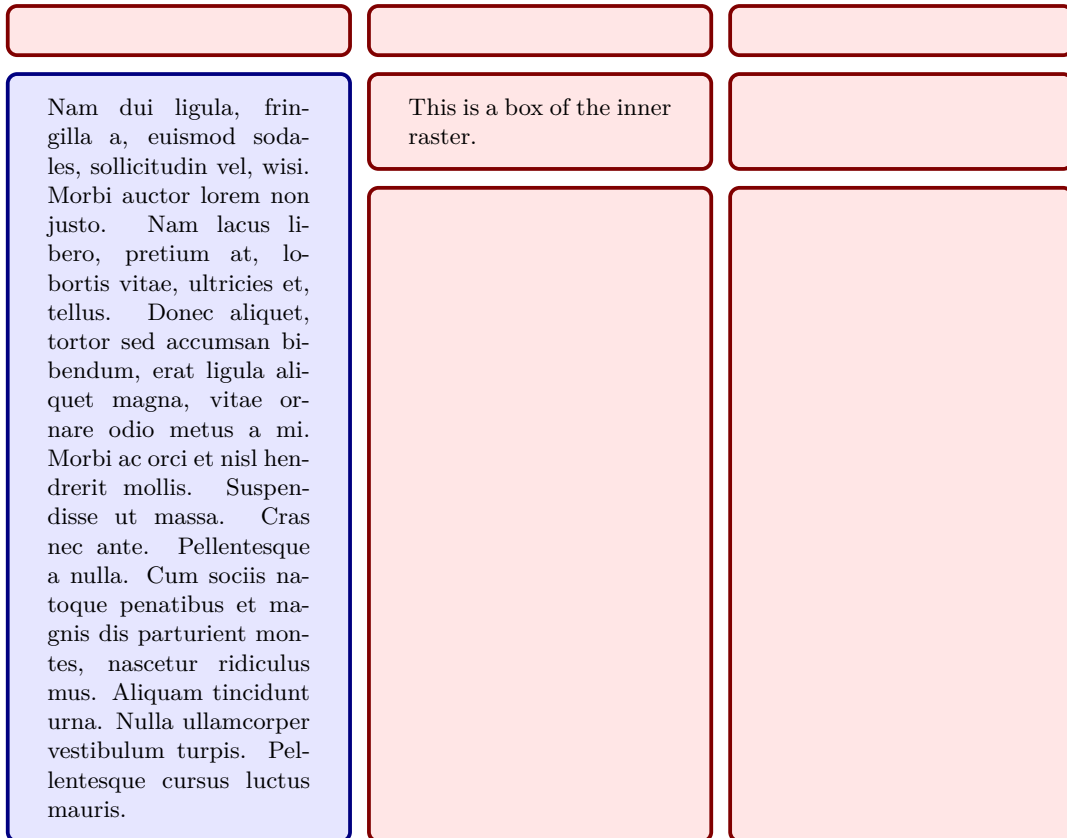 Nam dui ligula, frin-
gilla a, euismod soda-
les, sollicitudin vel, wisi.
Morbi auctor lorem non
justo. Nam lacus li-
bero, pretium at, lo-
bortis vitae, ultricies et,
tellus. Donec aliquet,
tortor sed accumsan bi-
bendum, erat ligula ali-
quet magna, vitae or-
nare odio metus a mi.
Morbi ac orci et nisl hen-
drerit mollis. Suspen-
disse ut massa. Cras
nec ante. Pellentesque
a nulla. Cum sociis na-
toque penatibus et ma-
gnis dis parturient mon-
tes, nascetur ridiculus
mus. Aliquam tincidunt
urna. Nulla ullamcorper
vestibulum turpis. Pel-
lentesque cursus luctus
mauris.
This is a box of the inner
raster.